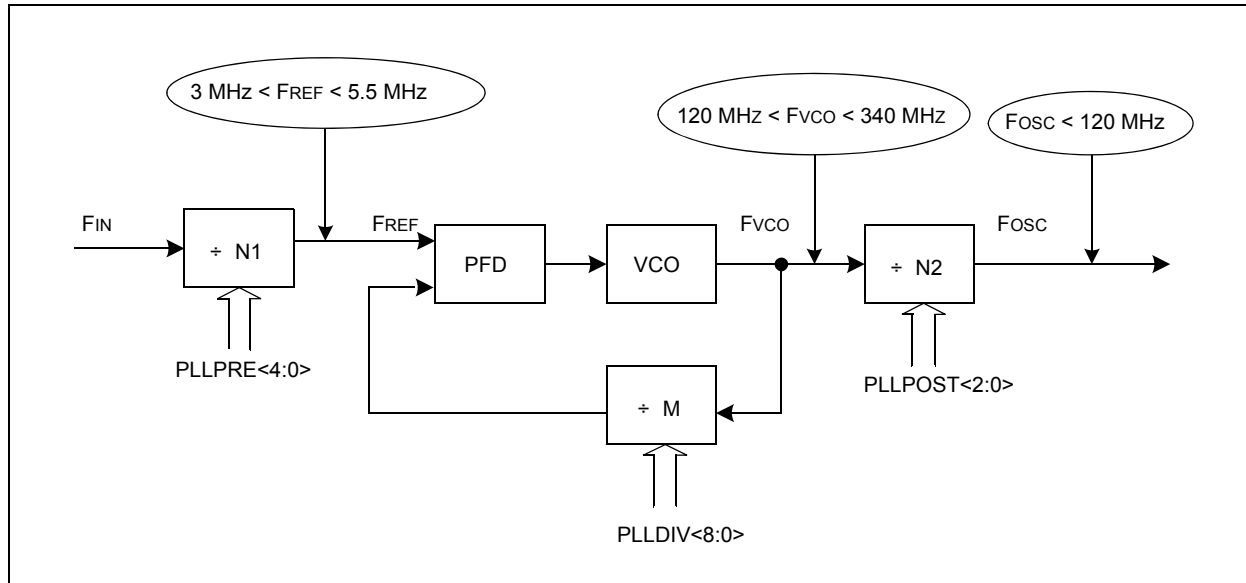 3 MHz < FREF < 5.5 MHz
120 MHZ < FVCO < 340 MHZ
FOSC < 120 MHz
FIN
÷ N1
FREF
PFD
VCO
FVCO
÷ N2
FOSC
PLLPRE<4:0>
÷ M
PLLPOST<2:0>
PLLDIV<8:0>